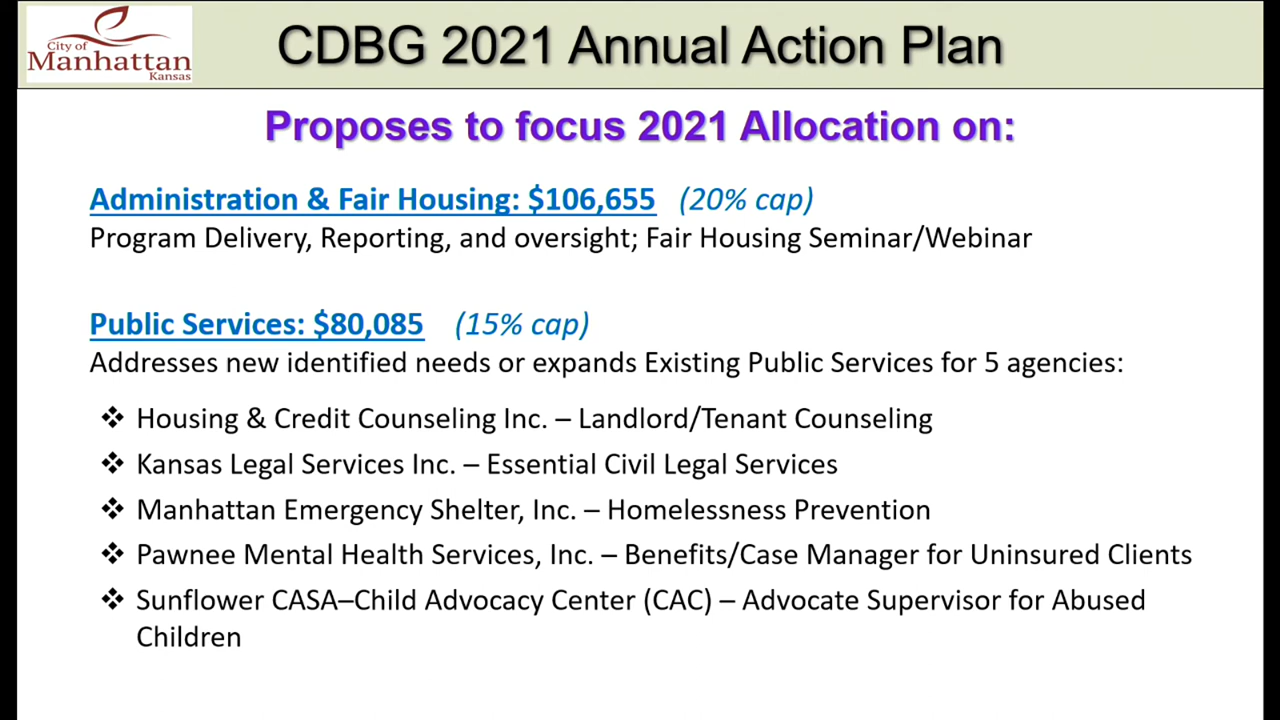 City of
Manhattan
Kansas
CDBG 2021 Annual Action Plan
Proposes to focus 2021 Allocation on:
Administration & Fair Housing: $106,655 (20% cap)
Program Delivery, Reporting, and oversight; Fair Housing Seminar/Webinar
Public Services: $80,085 (15% cap)
Addresses new identified needs or expands Existing Public Services for 5 agencies:
❖ Housing & Credit Counseling Inc. – Landlord/Tenant Counseling
❖ Kansas Legal Services Inc. – Essential Civil Legal Services
❖ Manhattan Emergency Shelter, Inc. – Homelessness Prevention
❖ Pawnee Mental Health Services, Inc. – Benefits/Case Manager for Uninsured Clients
❖ Sunflower CASA–Child Advocacy Center (CAC) – Advocate Supervisor for Abused
Children